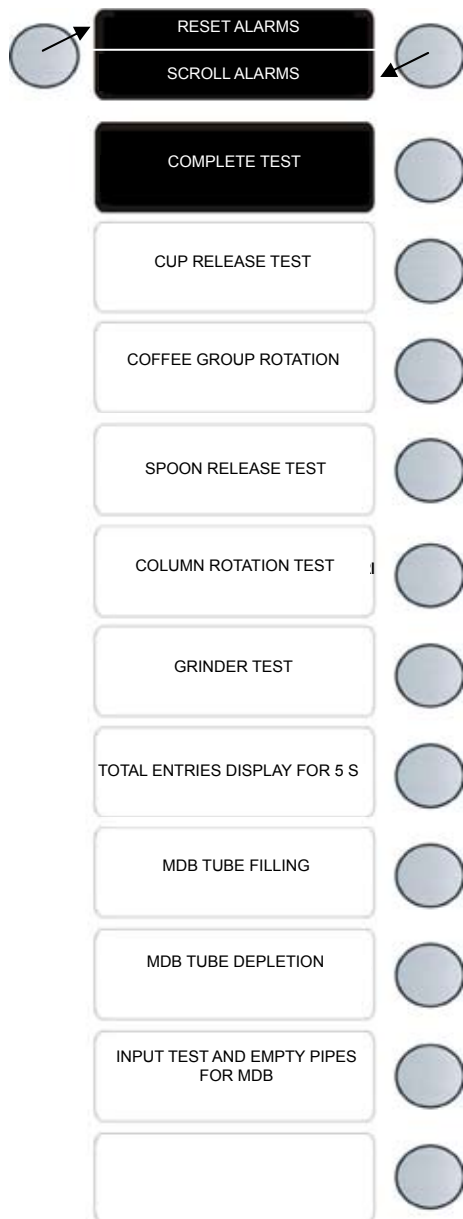 RESET ALARMS
SCROLL ALARMS
COMPLETE TEST
CUP RELEASE TEST
COFFEE GROUP ROTATION
SPOON RELEASE TEST
COLUMN ROTATION TEST
GRINDER TEST
TOTAL ENTRIES DISPLAY FOR 5 S
MDB TUBE FILLING
MDB TUBE DEPLETION
INPUT TEST AND EMPTY PIPES
FOR MDB